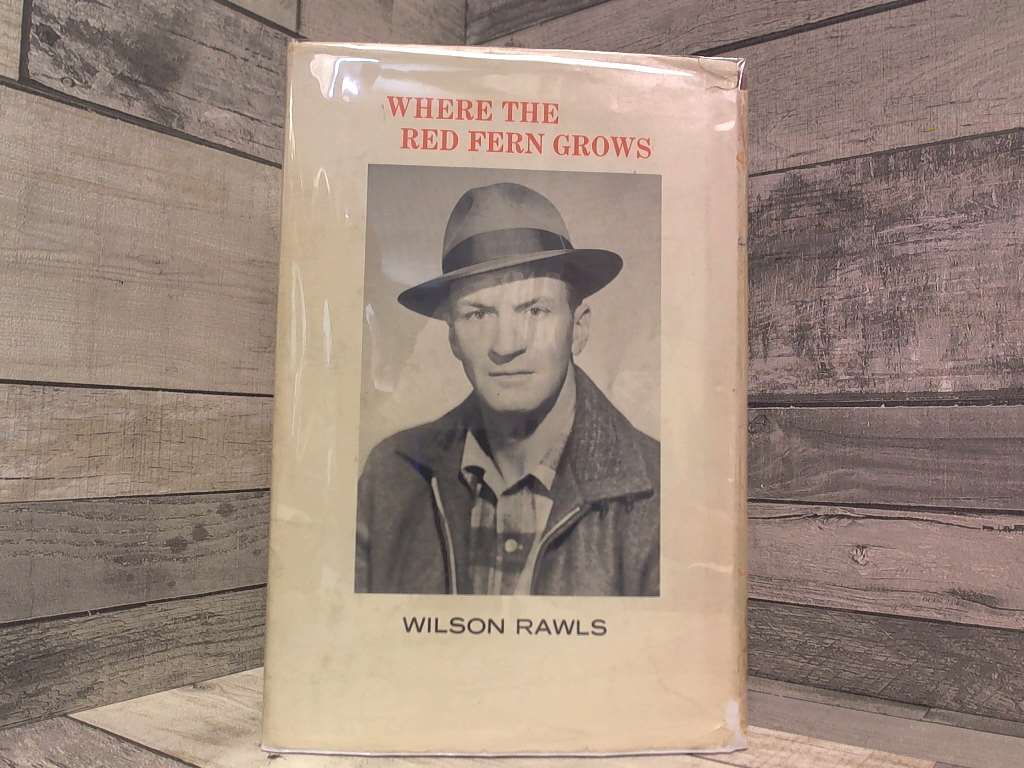 WHERE THE
RED FERN GROWS
WILSON RAWLS